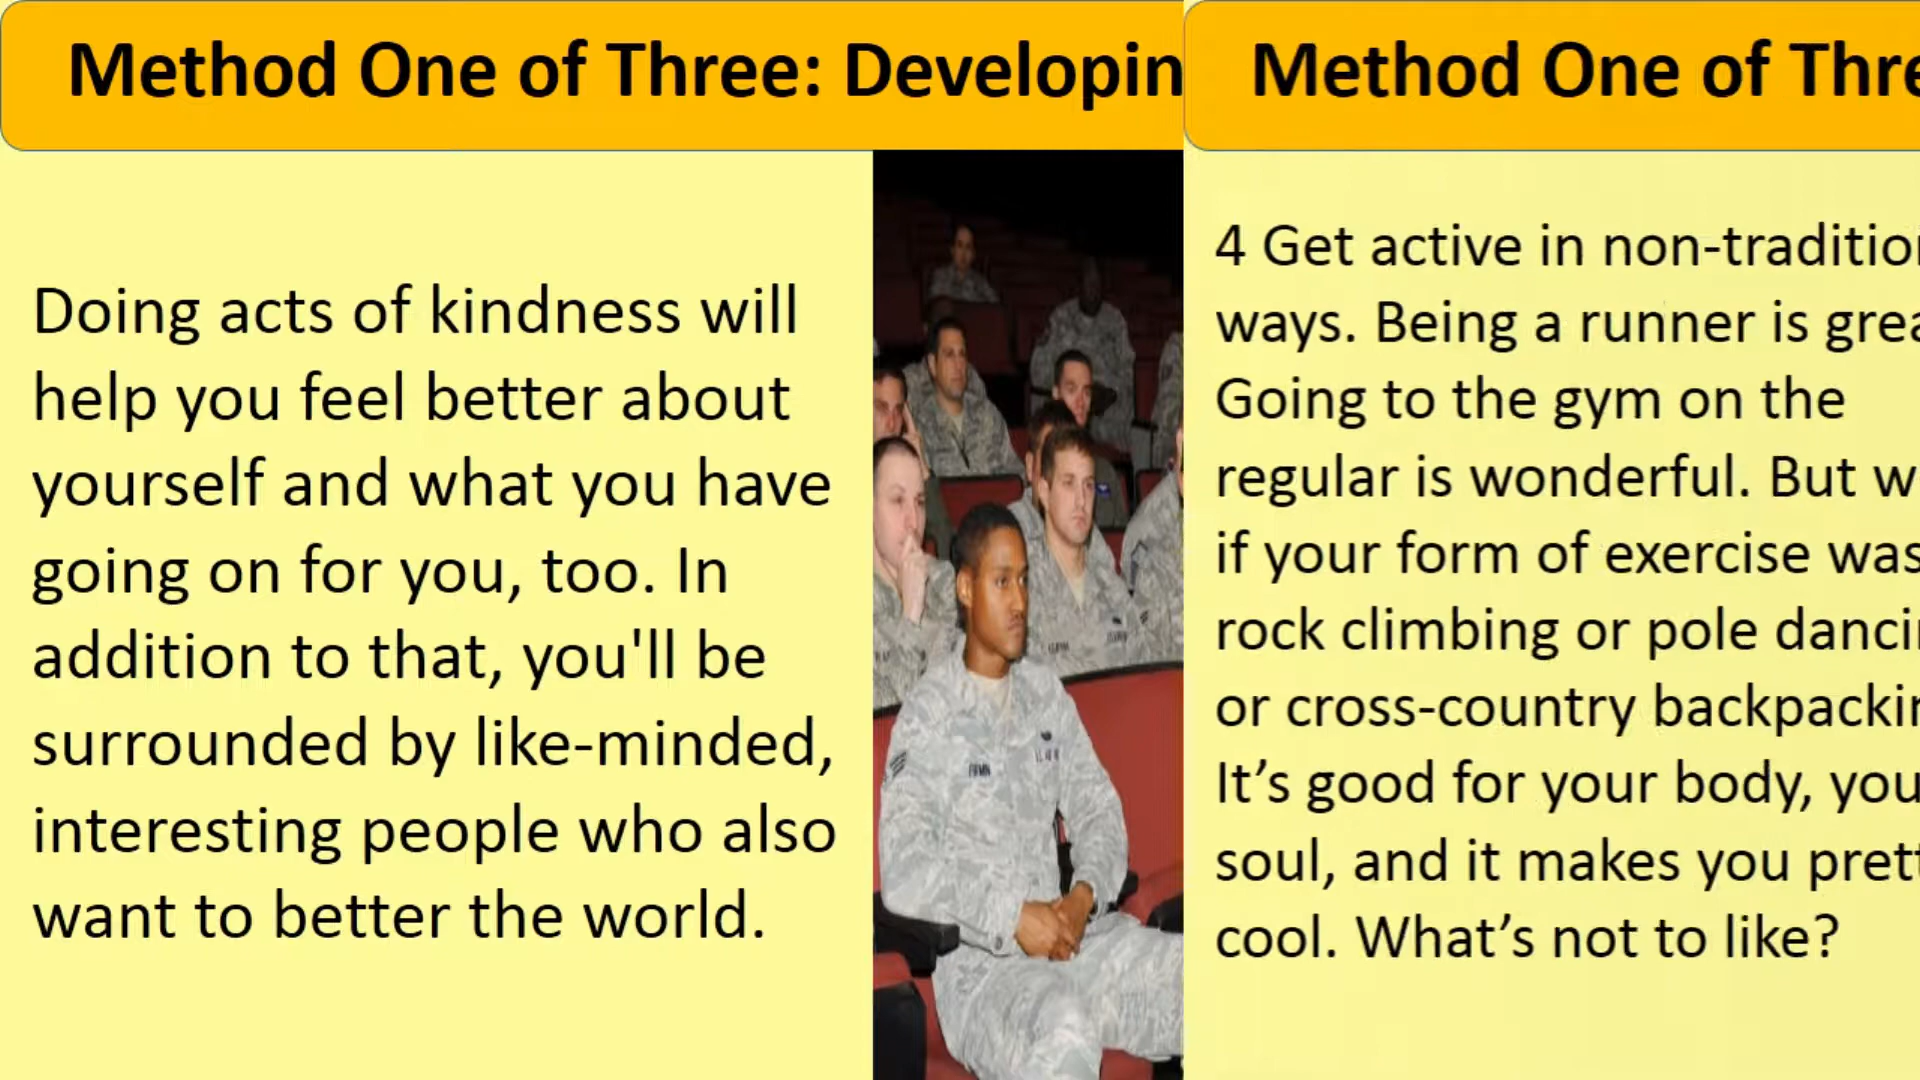 Method One of Three: Developin
Doing acts of kindness will
help you feel better about
yourself and what you have
going on for you, too. In
addition to that, you'll be
surrounded by like-minded,
interesting people who also
want to better the world.
Method One of Thre
4 Get active in non-tradition
ways. Being a runner is grea
Going to the gym on the
regular is wonderful. But w
if your form of exercise was
rock climbing or pole dancin
or cross-country backpackin
It’s good for your body, you
soul, and it makes you prett
cool. What’s not to like?